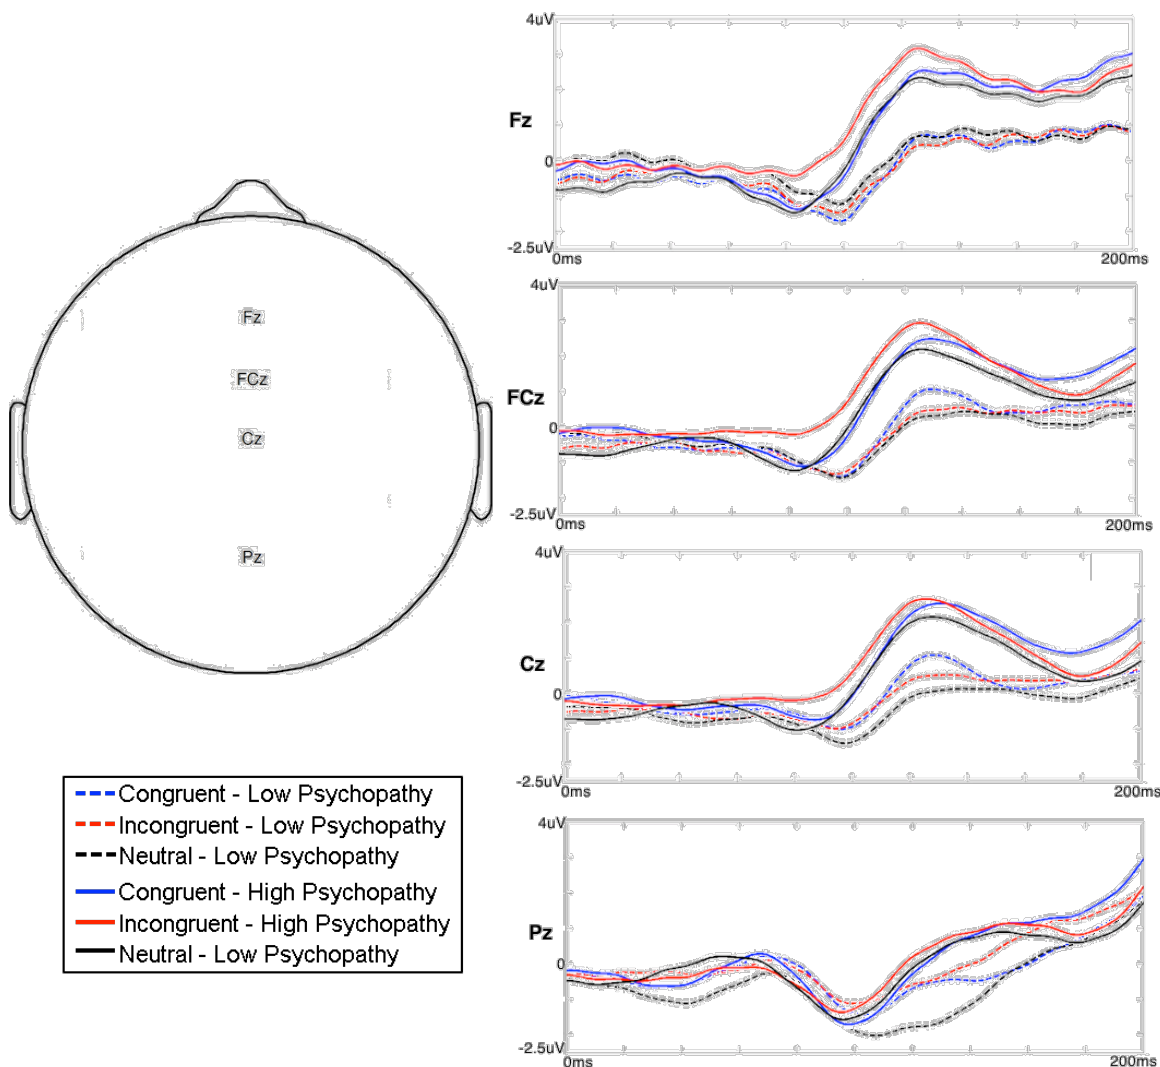 Fz
FCz
Cz
Pz
Congruent - Low Psychopathy
Incongruent - Low Psychopathy
Neutral - Low Psychopathy
Congruent - High Psychopathy
Incongruent - High Psychopathy
Neutral - Low Psychopathy
4uV
Fz
0
-2.5uV
0ms
200ms
4uV
FCz
0
-2.5uV
0ms
200ms
4uV
Cz
0
-2.5uV
0ms
200ms
4uV
Pz
0
-2.5uV
0ms
200ms